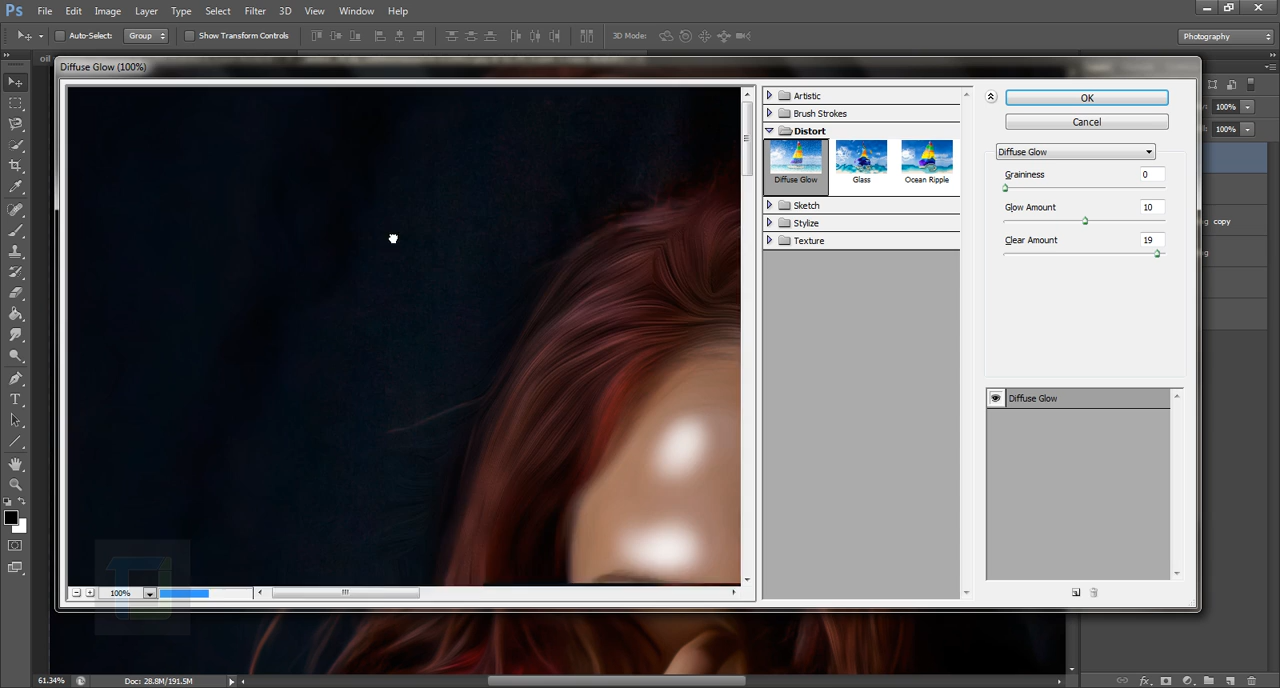 Ps File Edit Image Layer Type Select Filter 3D View Window Help
Auto-Select: Group Show Transform Controls 3D Mode: Photography
oil
Diffuse Glow (100%)
Artistic
Brush Strokes
Distort
Diffuse Glow Glass Ocean Ripple
Sketch
Stylize
Texture
OK
Cancel
Diffuse Glow
Graininess 0
Glow Amount 10
Clear Amount 19
Diffuse Glow
100%
100%
copy
100%
61.34% Doc: 28.8M/191.5M
fx